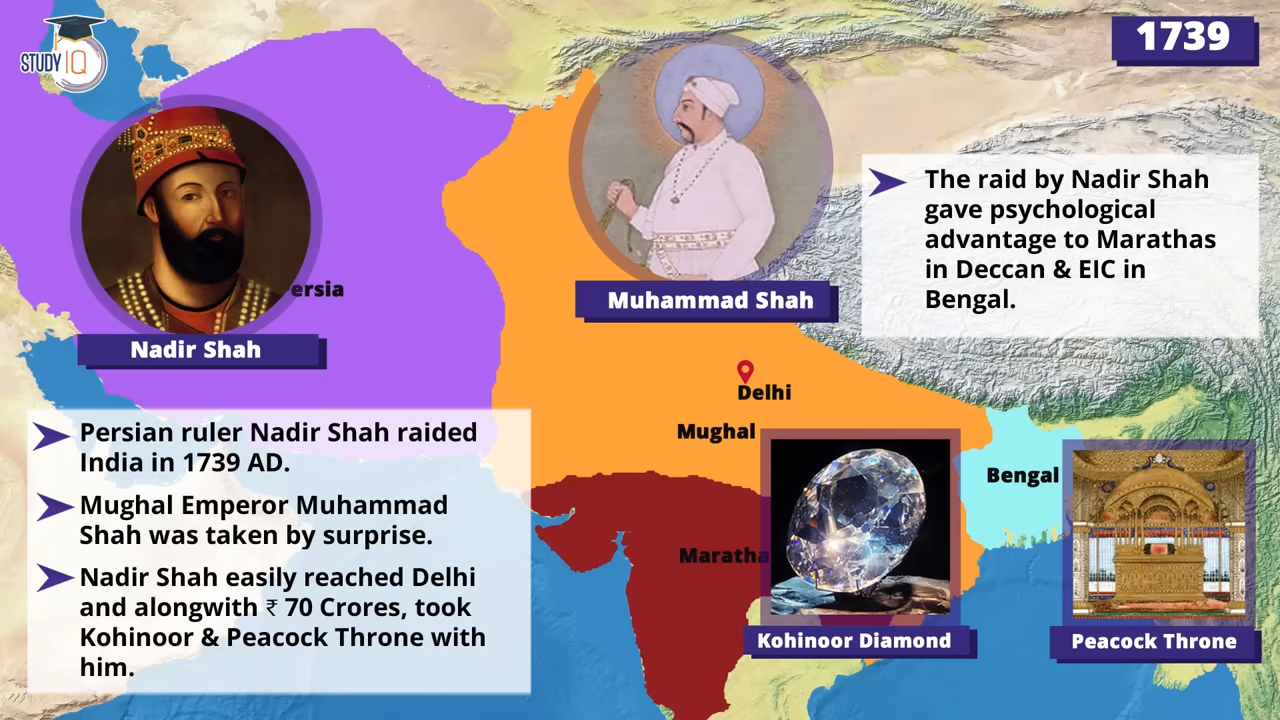 STUDY IQ
1739
ersia
Nadir Shah
Muhammad Shah
The raid by Nadir Shah
gave psychological
advantage to Marathas
in Deccan & EIC in
Bengal.
Delhi
Mughal
Bengal
Maratha
Persian ruler Nadir Shah raided
India in 1739 AD.
Mughal Emperor Muhammad
Shah was taken by surprise.
Nadir Shah easily reached Delhi
and alongwith ₹ 70 Crores, took
Kohinoor & Peacock Throne with
him.
Kohinoor Diamond
Peacock Throne